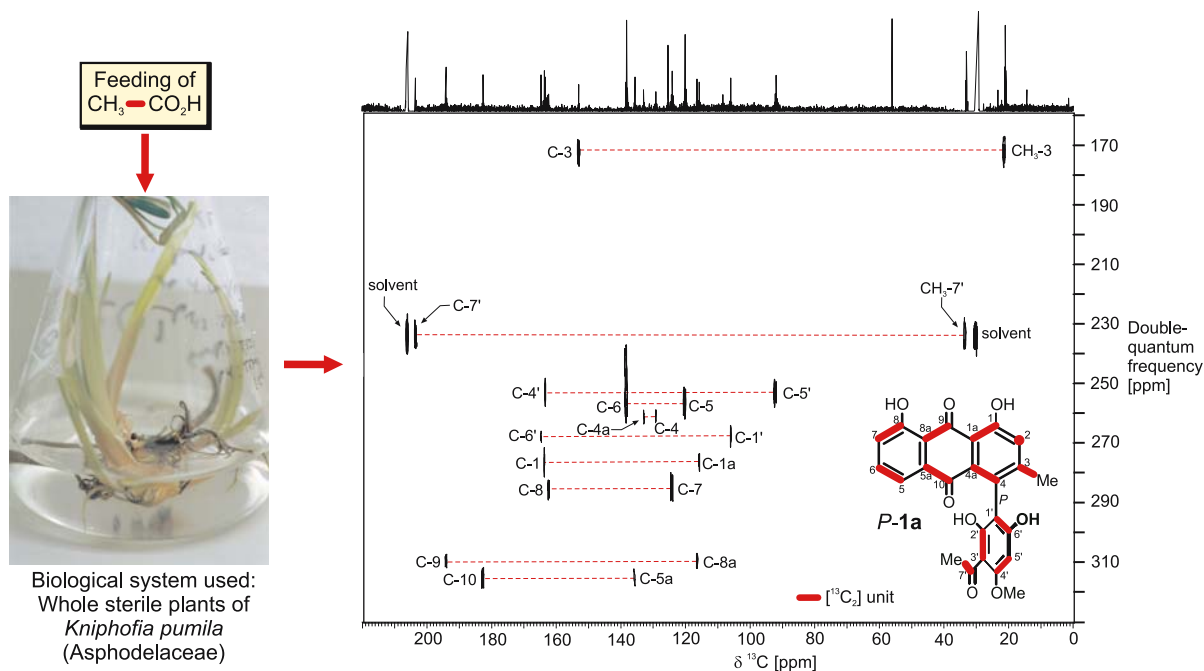 Feeding of
CH₃ CO₂H
Biological system used:
Whole sterile plants of
Kniphofia pumila
(Asphodelaceae)
C-3
CH₃-3
solvent
C-7'
CH₃-7'
solvent
C-4'
C-5'
C-6
C-5
C-4a
C-4
C-6'
C-1'
C-1
C-1a
C-8
C-7
C-9
C-8a
C-10
C-5a
170
190
210
230
250
270
290
310
Double-
quantum
frequency
[ppm]
200
180
160
140
120
100
80
60
40
20
0
δ ¹³C [ppm]
OH
O
OH
8
9
1
7
8a
1a
2
6
5a
4a
3
5
10
4
Me
O
P
P-1a
1'
HO
OH
2'
6'
Me
3'
5'
7'
4'
O
OMe
[¹³C₂] unit